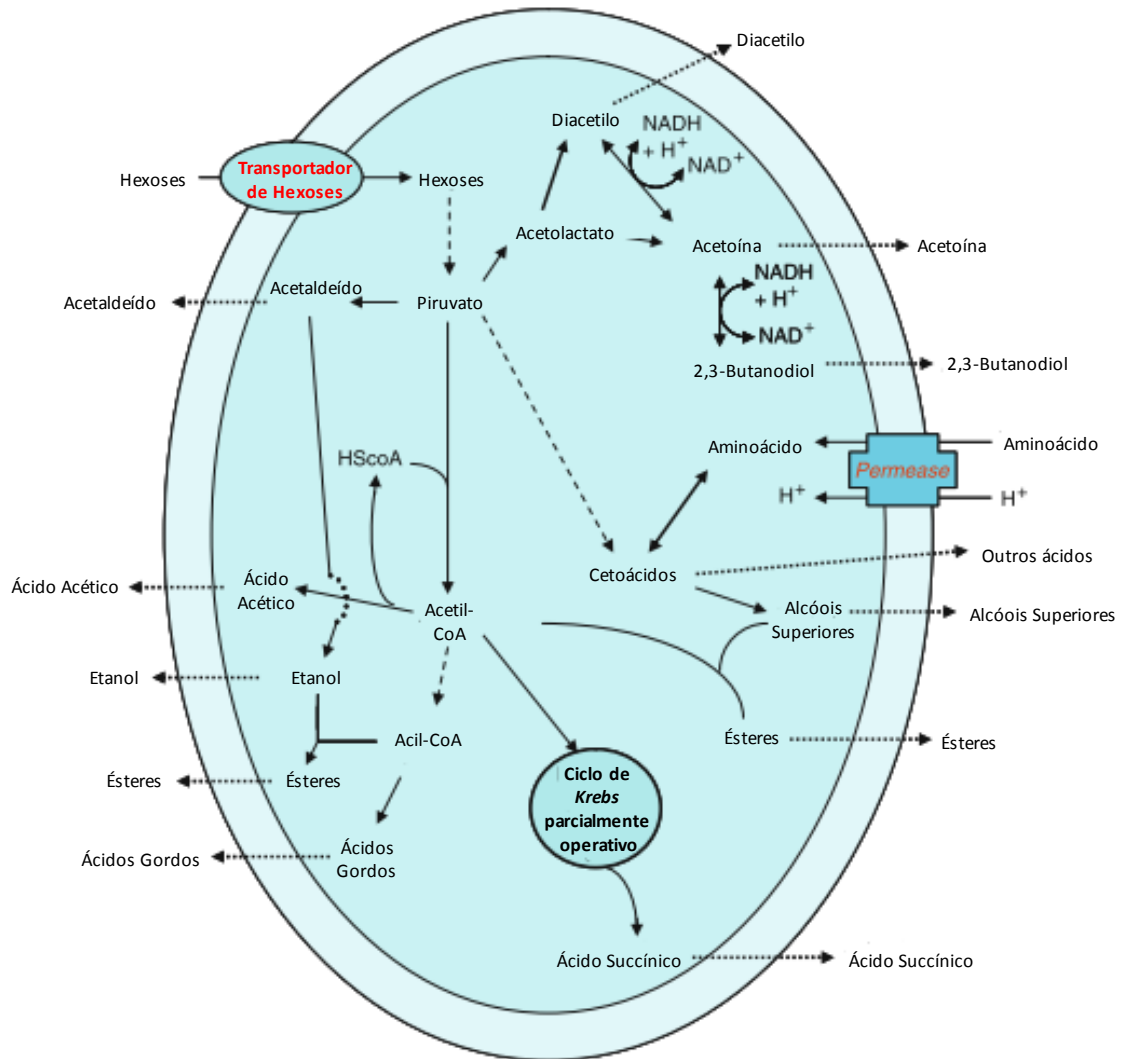 Diacetilo
Diacetilo
NADH
+ H⁺
NAD⁺
Hexoses
Transportador
de Hexoses
Hexoses
Acetolactato
Acetoína
Acetoína
Acetaldeído
Acetaldeído
Piruvato
NADH
+ H⁺
NAD⁺
2,3-Butanodiol
2,3-Butanodiol
Aminoácido
Aminoácido
Permease
H⁺
H⁺
HScoA
Outros ácidos
Cetoácidos
Ácido Acético
Ácido
Acético
Acetil-
CoA
Alcóois
Superiores
Alcóois Superiores
Etanol
Etanol
Acil-CoA
Ésteres
Ésteres
Ésteres
Ésteres
Ciclo de
Krebs
parcialmente
operativo
Ácidos Gordos
Ácidos
Gordos
Ácido Succínico
Ácido Succínico